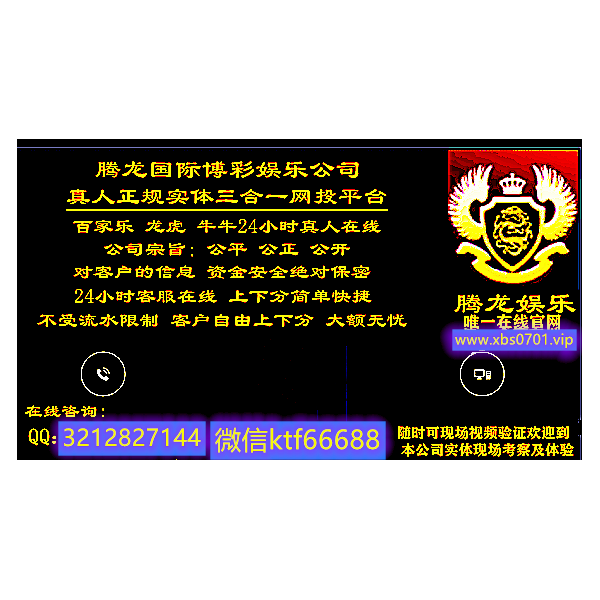 腾龙国际博彩娱乐公司
真人正规实体三合一网投平台
百家乐 龙虎 牛牛24小时真人在线
公司宗旨：公平 公正 公开
对客户的信息 资金安全绝对保密
24小时客服在线 上下分简单快捷
不受流水限制 客户自由上下分 大额无忧
腾龙娱乐
唯一在线官网
www.xbs0701.vip
在线咨询：
QQ：3212827144 微信ktf66688
随时可现场视频验证欢迎到
本公司实体现场考察及体验